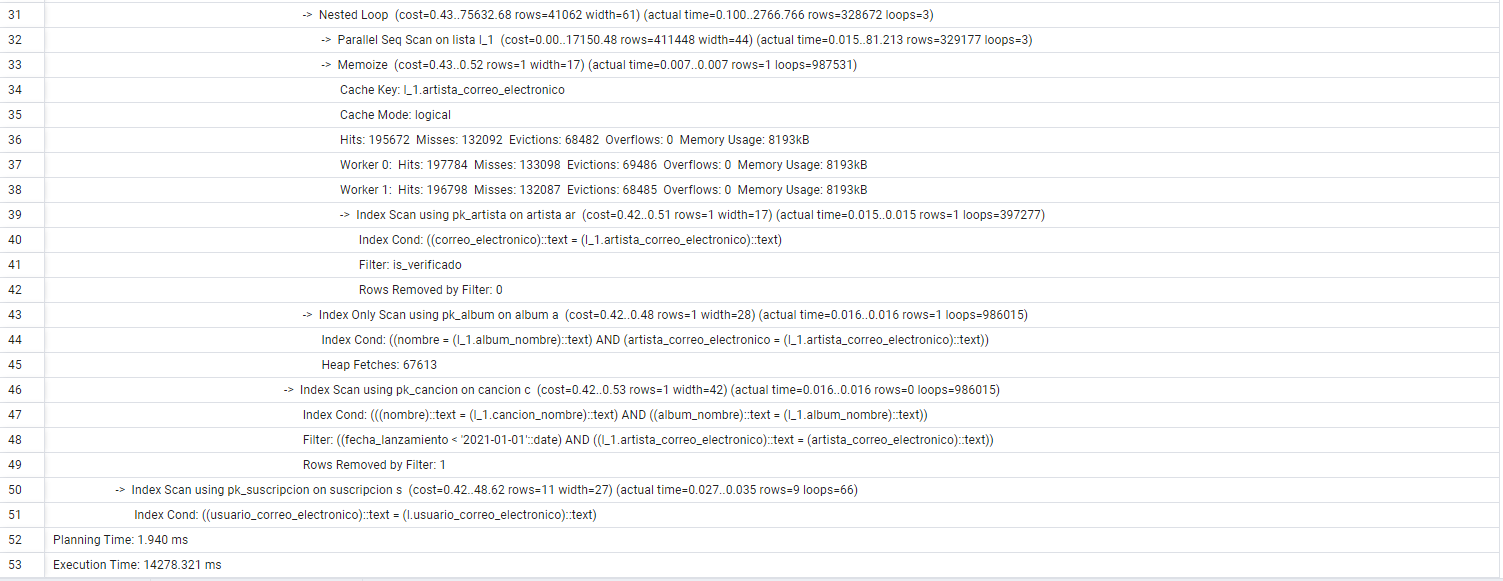 31 -> Nested Loop (cost=0.43..75632.68 rows=41062 width=61) (actual time=0.100..2766.766 rows=328672 loops=3)
32 -> Parallel Seq Scan on lista l_1 (cost=0.00..17150.48 rows=411448 width=44) (actual time=0.015..81.213 rows=329177 loops=3)
33 -> Memoize (cost=0.43..0.52 rows=1 width=17) (actual time=0.007..0.007 rows=1 loops=987531)
34 Cache Key: l_1.artista_correo_electronico
35 Cache Mode: logical
36 Hits: 195672 Misses: 132092 Evictions: 68482 Overflows: 0 Memory Usage: 8193kB
37 Worker 0: Hits: 197784 Misses: 133098 Evictions: 69486 Overflows: 0 Memory Usage: 8193kB
38 Worker 1: Hits: 196798 Misses: 132087 Evictions: 68485 Overflows: 0 Memory Usage: 8193kB
39 -> Index Scan using pk_artista on artista ar (cost=0.42..0.51 rows=1 width=17) (actual time=0.015..0.015 rows=1 loops=397277)
40 Index Cond: ((correo_electronico)::text = (l_1.artista_correo_electronico)::text)
41 Filter: is_verificado
42 Rows Removed by Filter: 0
43 -> Index Only Scan using pk_album on album a (cost=0.42..0.48 rows=1 width=28) (actual time=0.016..0.016 rows=1 loops=986015)
44 Index Cond: ((nombre = (l_1.album_nombre)::text) AND (artista_correo_electronico = (l_1.artista_correo_electronico)::text))
45 Heap Fetches: 67613
46 -> Index Scan using pk_cancion on cancion c (cost=0.42..0.53 rows=1 width=42) (actual time=0.016..0.016 rows=0 loops=986015)
47 Index Cond: (((nombre)::text = (l_1.cancion_nombre)::text) AND ((album_nombre)::text = (l_1.album_nombre)::text))
48 Filter: ((fecha_lanzamiento < '2021-01-01'::date) AND ((l_1.artista_correo_electronico)::text = (artista_correo_electronico)::text))
49 Rows Removed by Filter: 1
50 -> Index Scan using pk_suscripcion on suscripcion s (cost=0.42..48.62 rows=11 width=27) (actual time=0.027..0.035 rows=9 loops=66)
51 Index Cond: ((usuario_correo_electronico)::text = (l.usuario_correo_electronico)::text)
52 Planning Time: 1.940 ms
53 Execution Time: 14278.321 ms